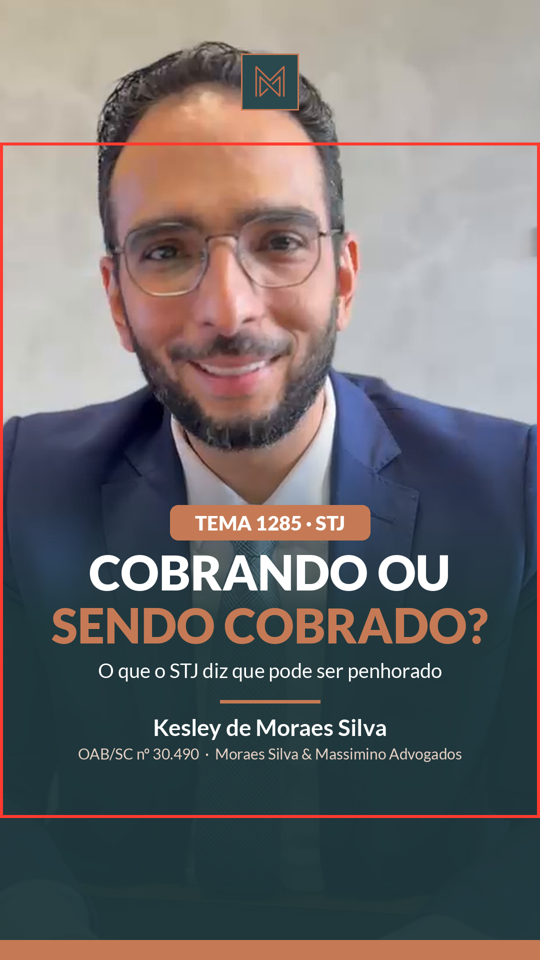 TEMA 1285 · STJ
COBRANDO OU
SENDO COBRADO?
O que o STJ diz que pode ser penhorado
Kesley de Moraes Silva
OAB/SC nº 30.490 · Moraes Silva & Massimino Advogados